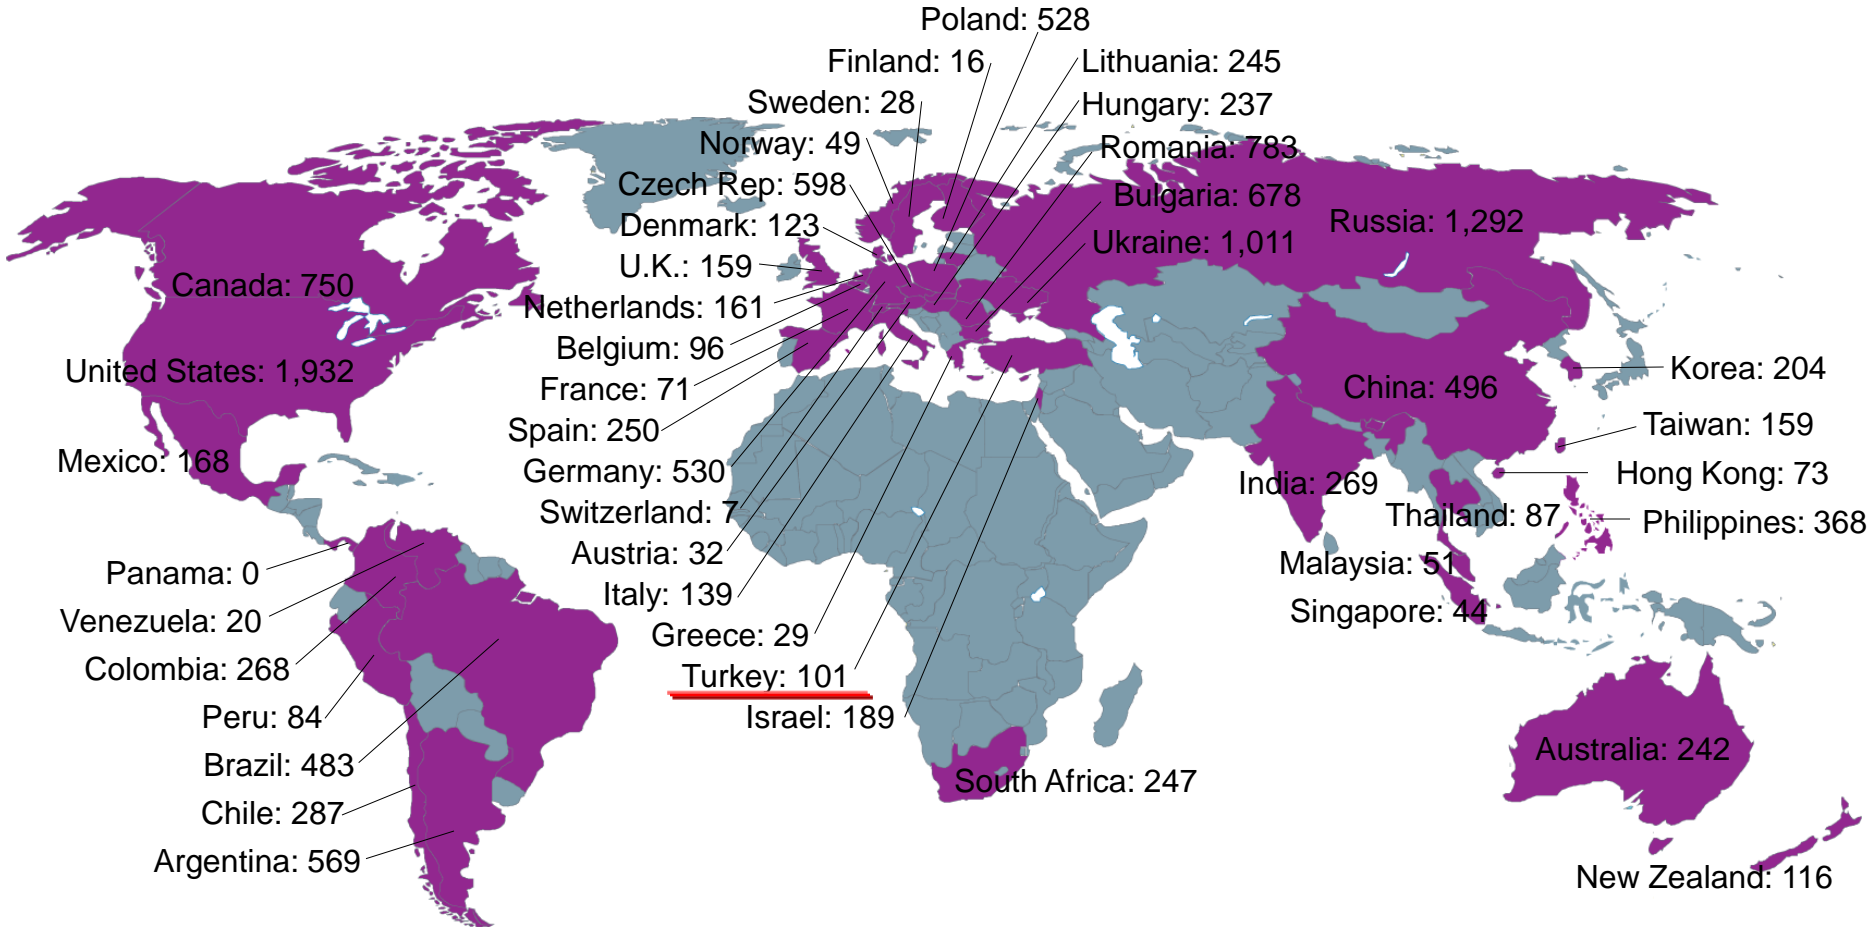 Poland: 528
Finland: 16
Lithuania: 245
Sweden: 28
Hungary: 237
Norway: 49
Romania: 783
Czech Rep: 598
Bulgaria: 678
Denmark: 123
Russia: 1,292
Ukraine: 1,011
U.K.: 159
Canada: 750
Netherlands: 161
Belgium: 96
United States: 1,932
Korea: 204
France: 71
China: 496
Taiwan: 159
Spain: 250
Mexico: 168
Germany: 530
Hong Kong: 73
India: 269
Switzerland: 7
Thailand: 87
Philippines: 368
Austria: 32
Malaysia: 51
Panama: 0
Italy: 139
Singapore: 44
Venezuela: 20
Greece: 29
Colombia: 268
Turkey: 101
Peru: 84
Israel: 189
Australia: 242
Brazil: 483
South Africa: 247
Chile: 287
Argentina: 569
New Zealand: 116